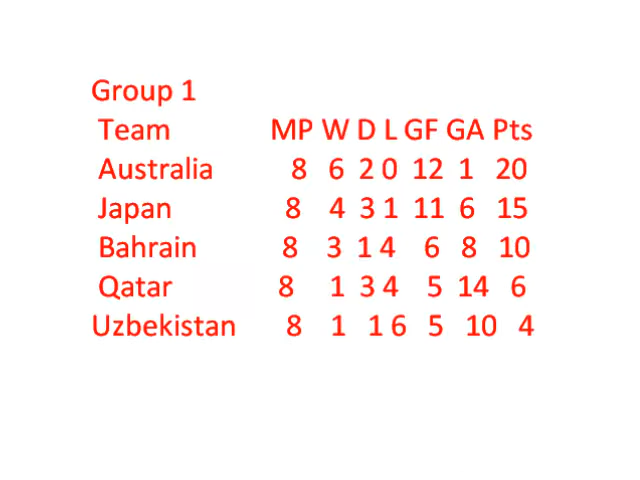 Group 1
Team MP W D L GF GA Pts
Australia 8 6 2 0 12 1 20
Japan 8 4 3 1 11 6 15
Bahrain 8 3 1 4 6 8 10
Qatar 8 1 3 4 5 14 6
Uzbekistan 8 1 1 6 5 10 4